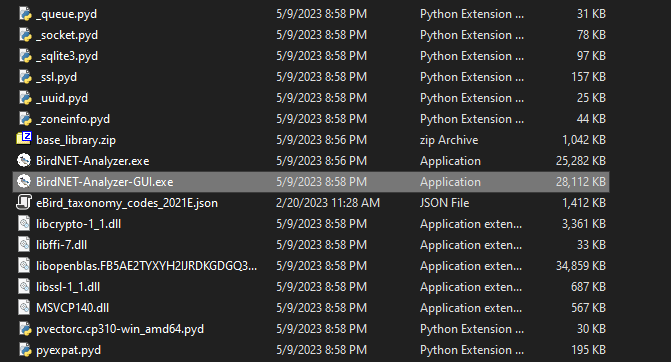 _queue.pyd 5/9/2023 8:58 PM Python Extension ... 31 KB
_socket.pyd 5/9/2023 8:58 PM Python Extension ... 78 KB
_sqlite3.pyd 5/9/2023 8:58 PM Python Extension ... 97 KB
_ssl.pyd 5/9/2023 8:58 PM Python Extension ... 157 KB
_uuid.pyd 5/9/2023 8:58 PM Python Extension ... 25 KB
_zoneinfo.pyd 5/9/2023 8:58 PM Python Extension ... 44 KB
base_library.zip 5/9/2023 8:56 PM zip Archive 1,042 KB
BirdNET-Analyzer.exe 5/9/2023 8:56 PM Application 25,282 KB
BirdNET-Analyzer-GUI.exe 5/9/2023 8:58 PM Application 28,112 KB
eBird_taxonomy_codes_2021E.json 2/20/2023 11:28 AM JSON File 1,412 KB
libcrypto-1_1.dll 5/9/2023 8:58 PM Application exten... 3,361 KB
libffi-7.dll 5/9/2023 8:58 PM Application exten... 33 KB
libopenblas.FB5AE2TYXYH2IJRDKGDGQ3... 5/9/2023 8:58 PM Application exten... 34,859 KB
libssl-1_1.dll 5/9/2023 8:58 PM Application exten... 687 KB
MSVCP140.dll 5/9/2023 8:58 PM Application exten... 567 KB
pvectorc.cp310-win_amd64.pyd 5/9/2023 8:58 PM Python Extension ... 30 KB
pyexpat.pyd 5/9/2023 8:58 PM Python Extension ... 195 KB